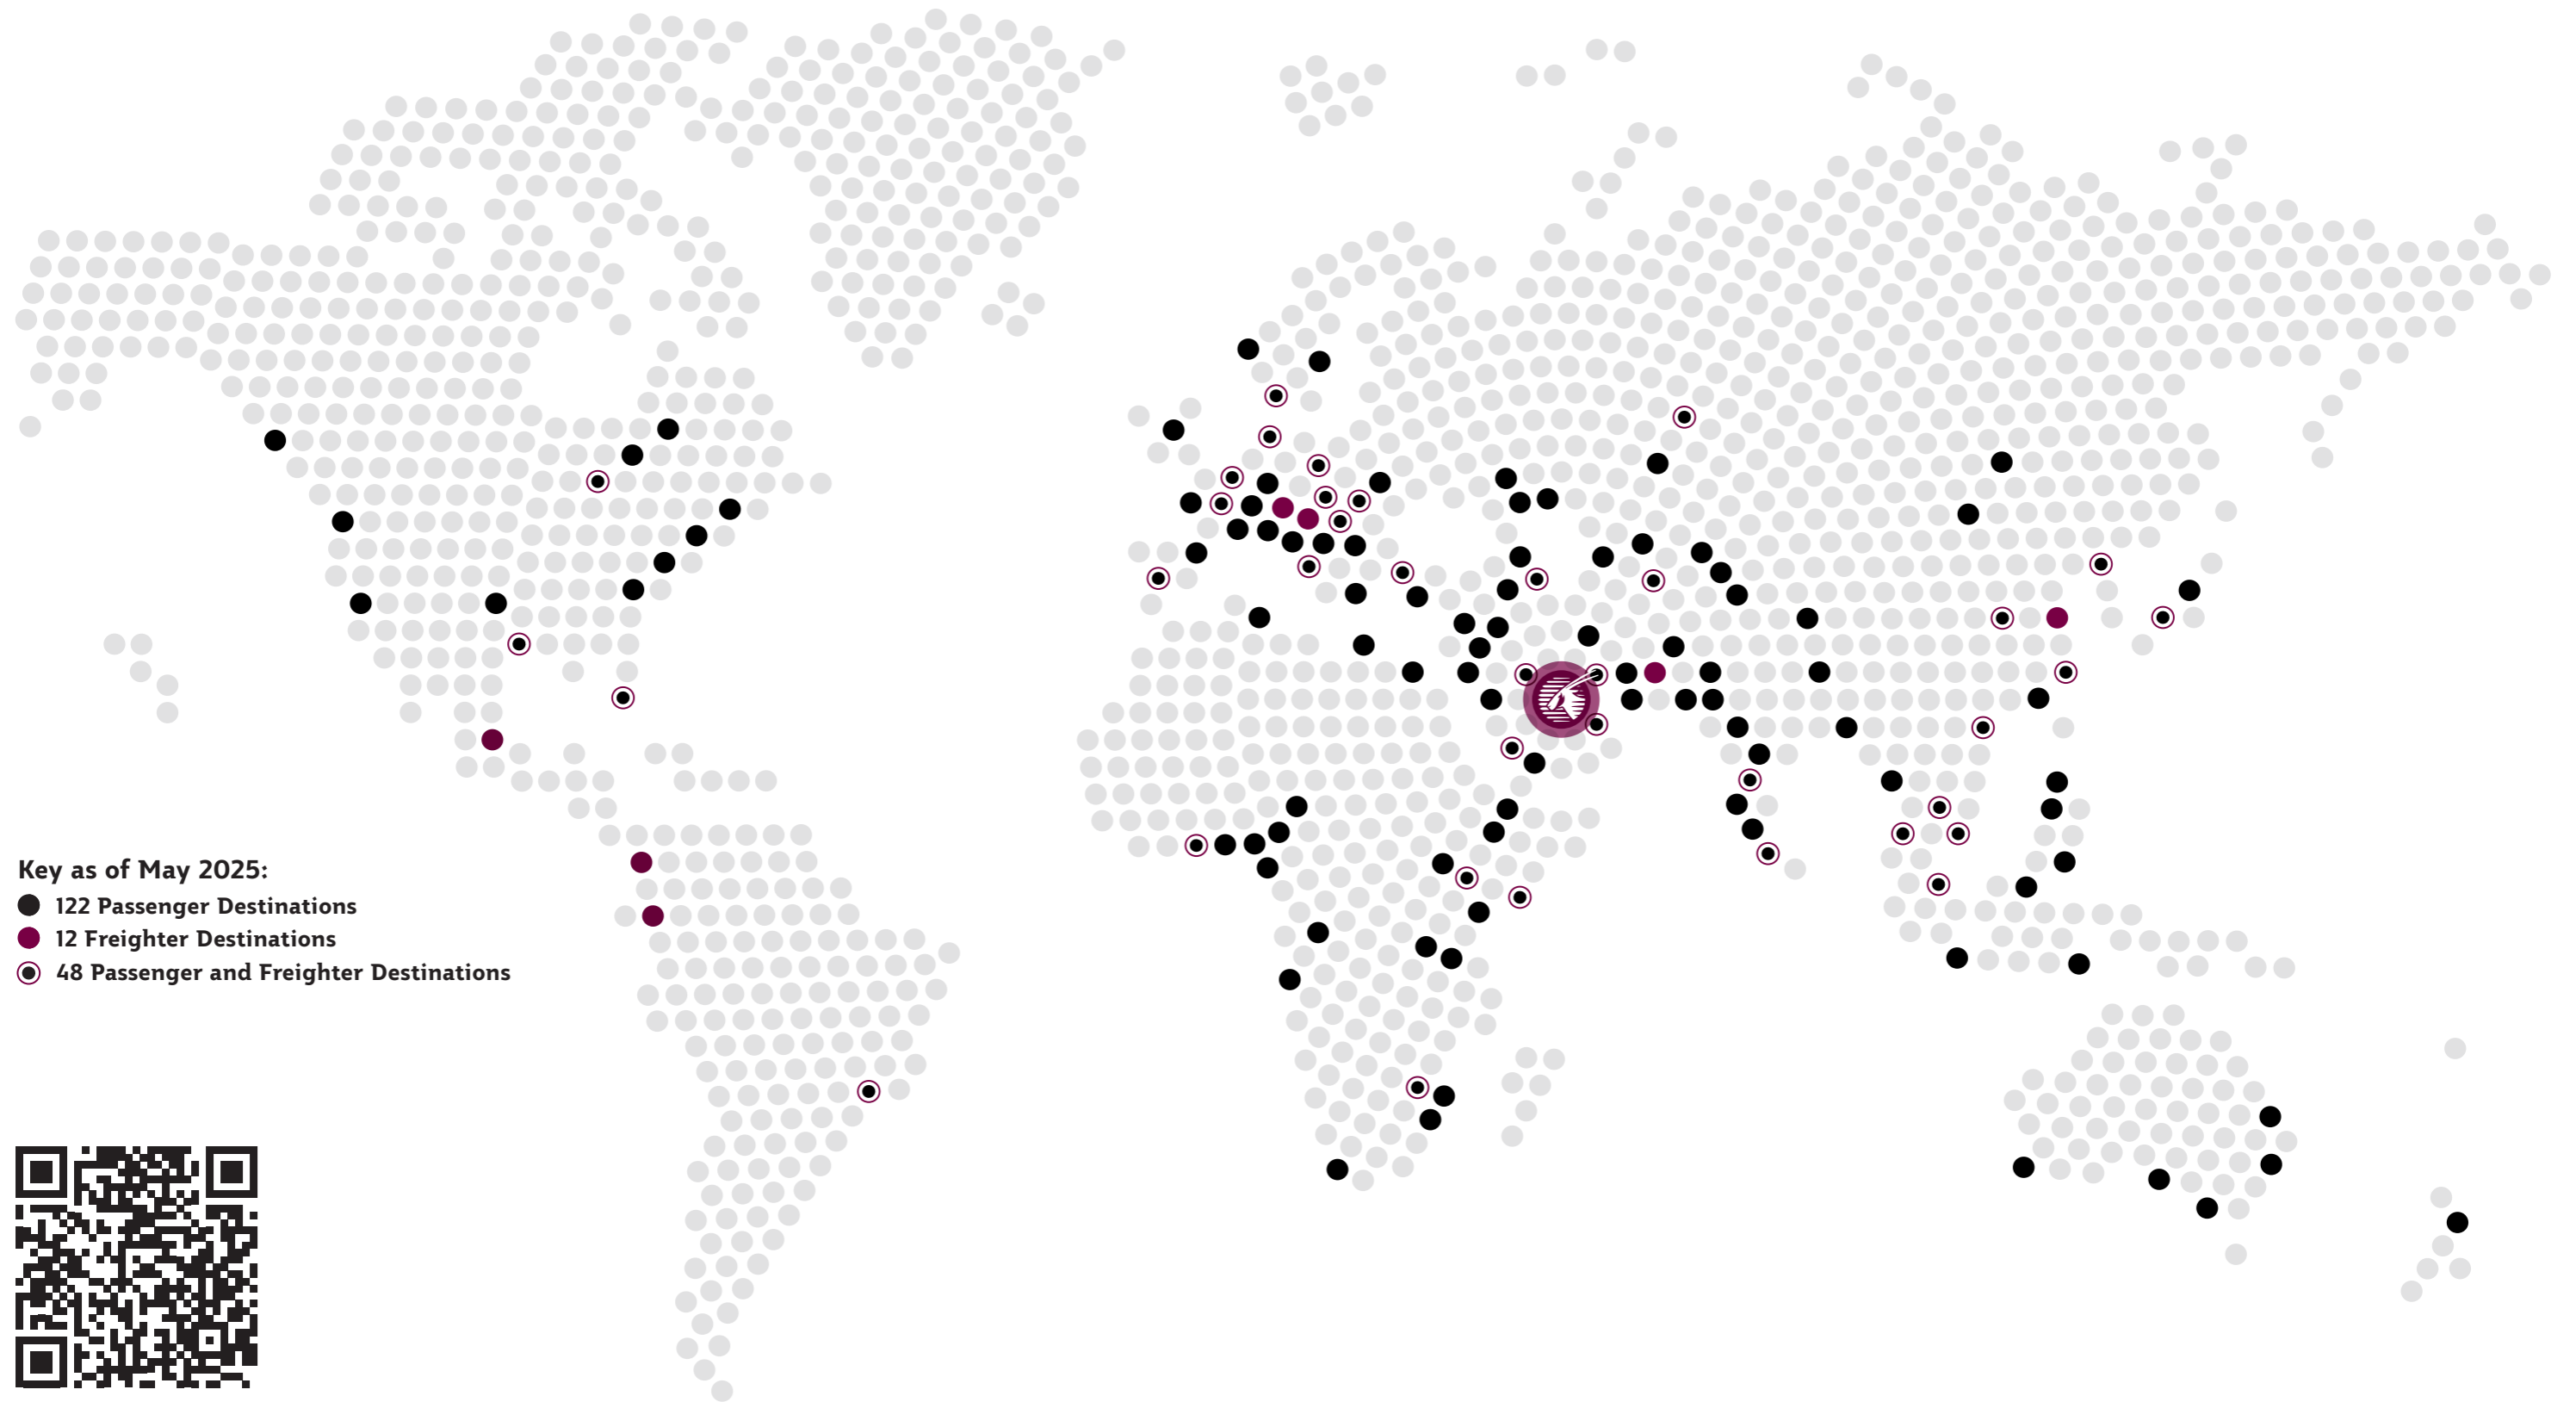 Key as of May 2025:
122 Passenger Destinations
12 Freighter Destinations
48 Passenger and Freighter Destinations